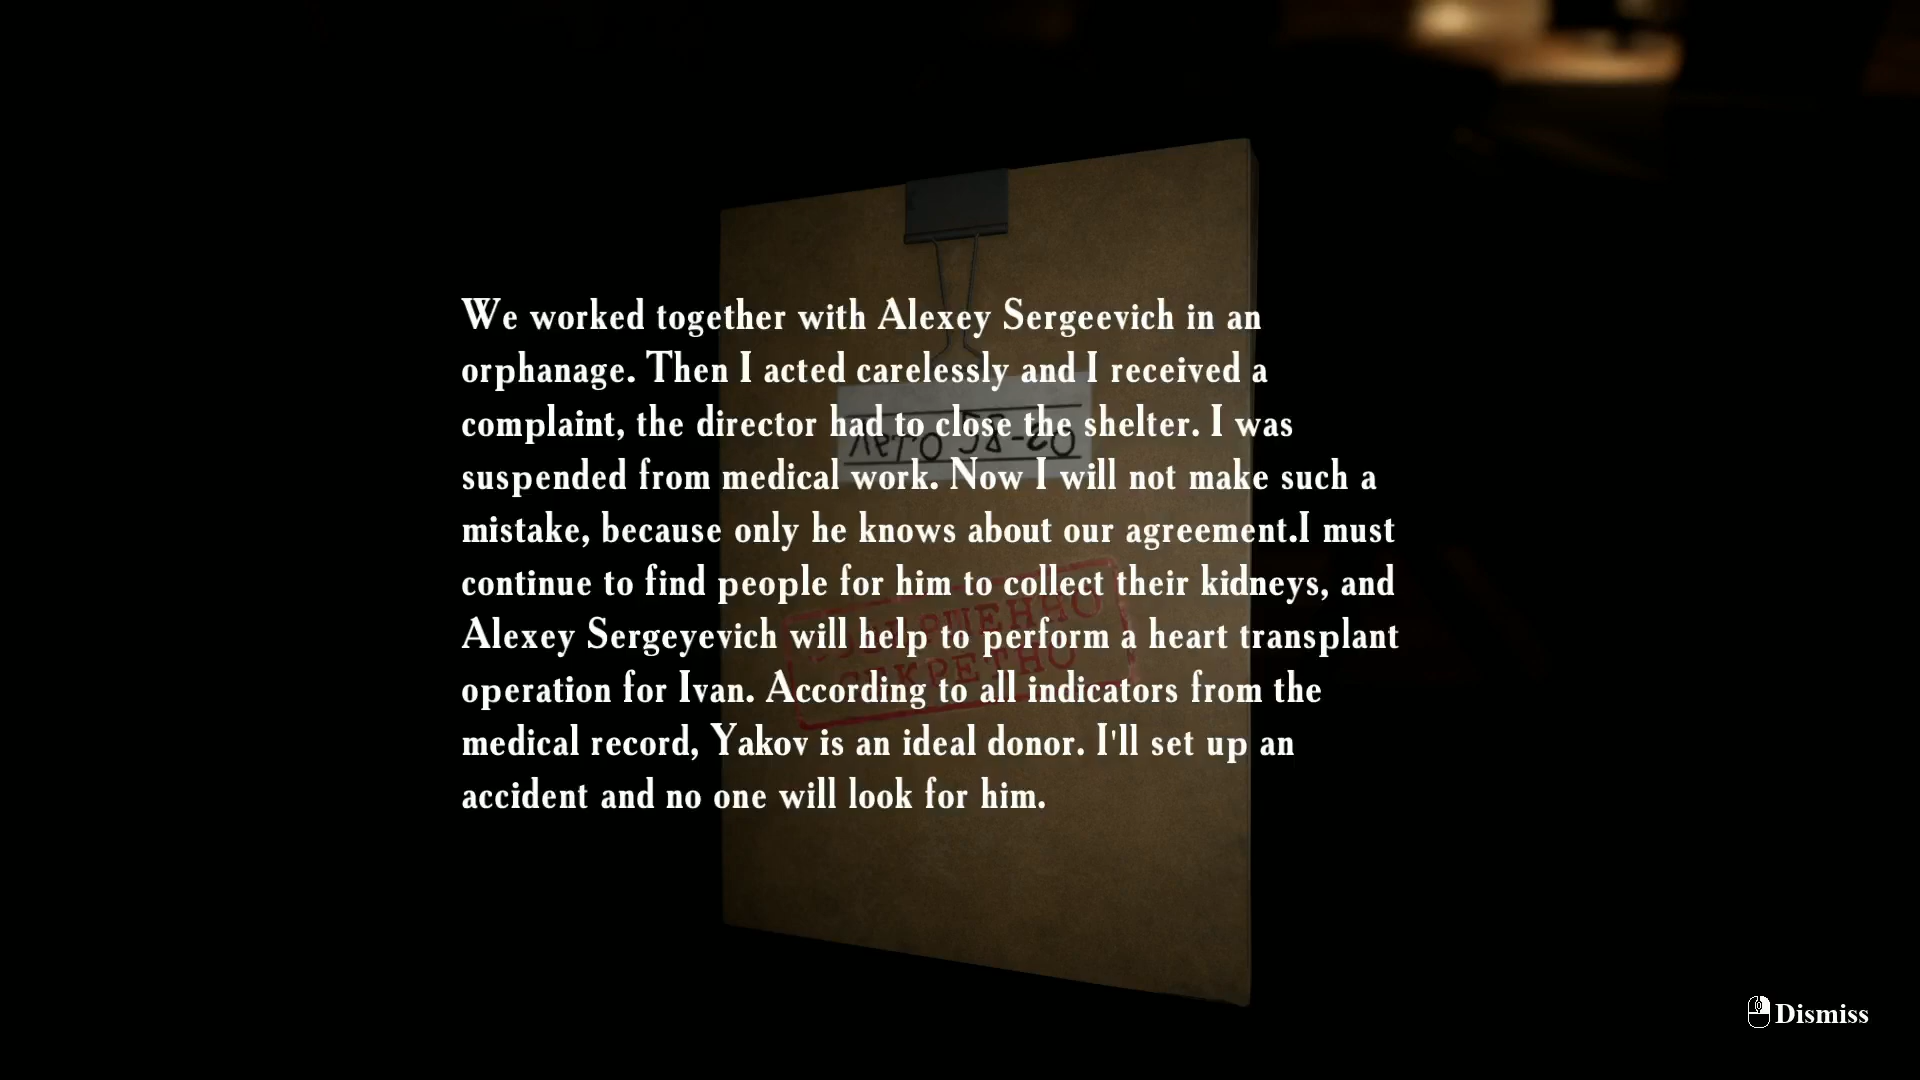 We worked together with Alexey Sergeevich in an
orphanage. Then I acted carelessly and I received a
complaint, the director had to close the shelter. I was
suspended from medical work. Now I will not make such a
mistake, because only he knows about our agreement.I must
continue to find people for him to collect their kidneys, and
Alexey Sergeyevich will help to perform a heart transplant
operation for Ivan. According to all indicators from the
medical record, Yakov is an ideal donor. I'll set up an
accident and no one will look for him.
Dismiss